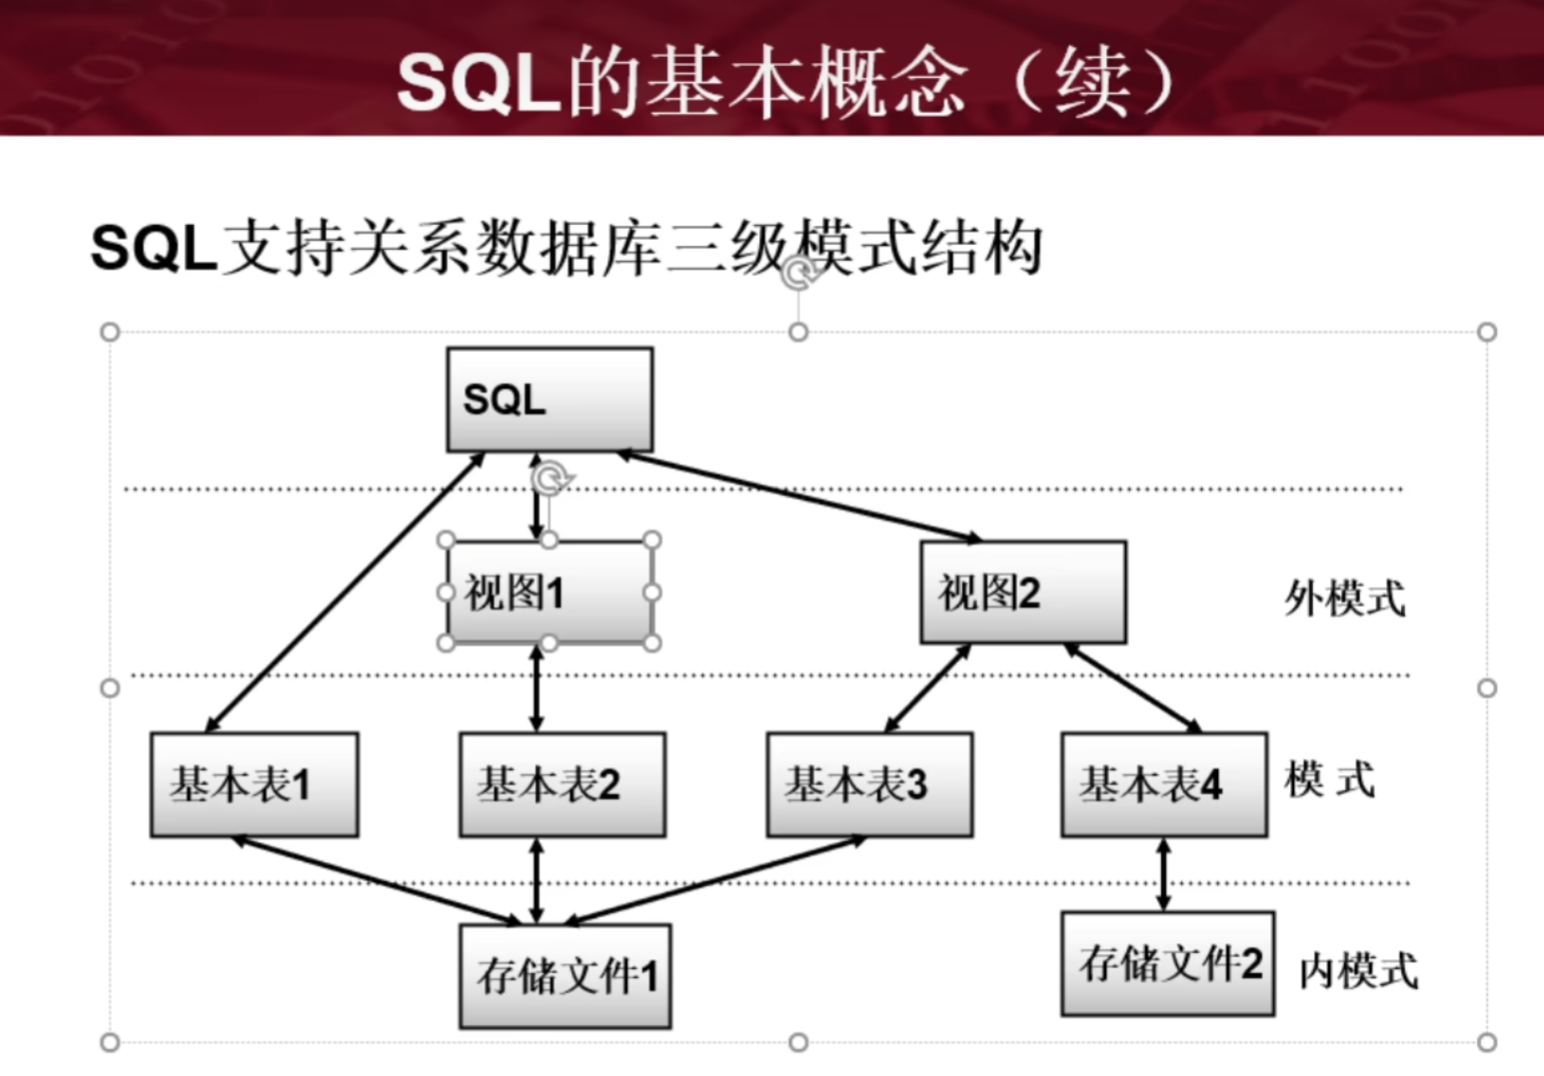 SQL的基本概念（续）
SQL支持关系数据库三级模式结构
SQL
视图1
视图2
外模式
基本表1
基本表2
基本表3
基本表4
模 式
存储文件1
存储文件2
内模式